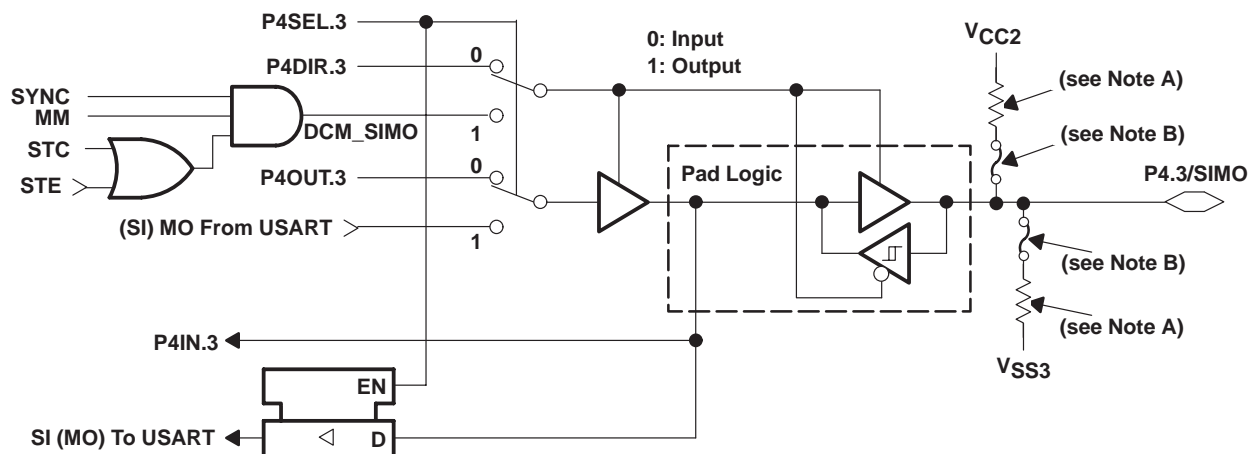 P4SEL.3
P4DIR.3
0
0: Input
1: Output
VCC2
(see Note A)
SYNC
MM
DCM_SIMO
1
STC
STE
(see Note B)
P4OUT.3
0
Pad Logic
P4.3/SIMO
(SI) MO From USART
1
(see Note B)
(see Note A)
P4IN.3
VSS3
EN
SI (MO) To USART
D